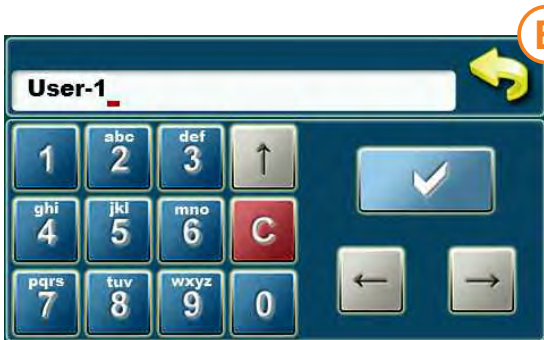 E
User-1_
abc def
1 2 3 ↑
ghi jkl mno
4 5 6 C
pqrs tuv wxyz
7 8 9 0 ← →